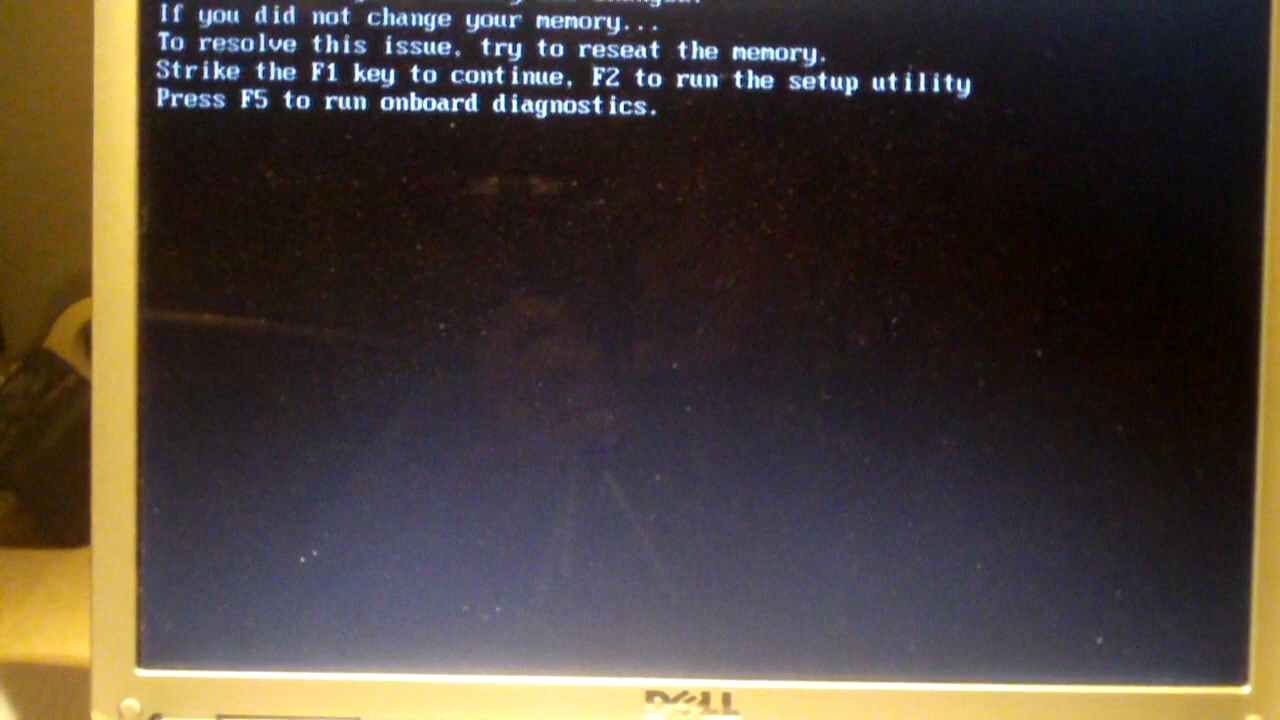 If you did not change your memory...
To resolve this issue, try to reseat the memory.
Strike the F1 key to continue, F2 to run the setup utility
Press F5 to run onboard diagnostics.
DELL